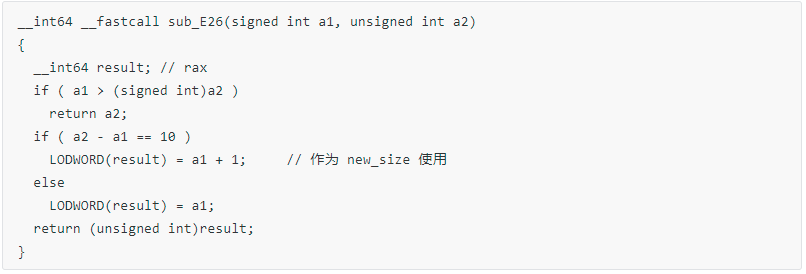 __int64 __fastcall sub_E26(signed int a1, unsigned int a2)
{
  __int64 result; // rax
  if ( a1 > (signed int)a2 )
    return a2;
  if ( a2 - a1 == 10 )
    LODWORD(result) = a1 + 1;     // 作为 new_size 使用
  else
    LODWORD(result) = a1;
  return (unsigned int)result;
}